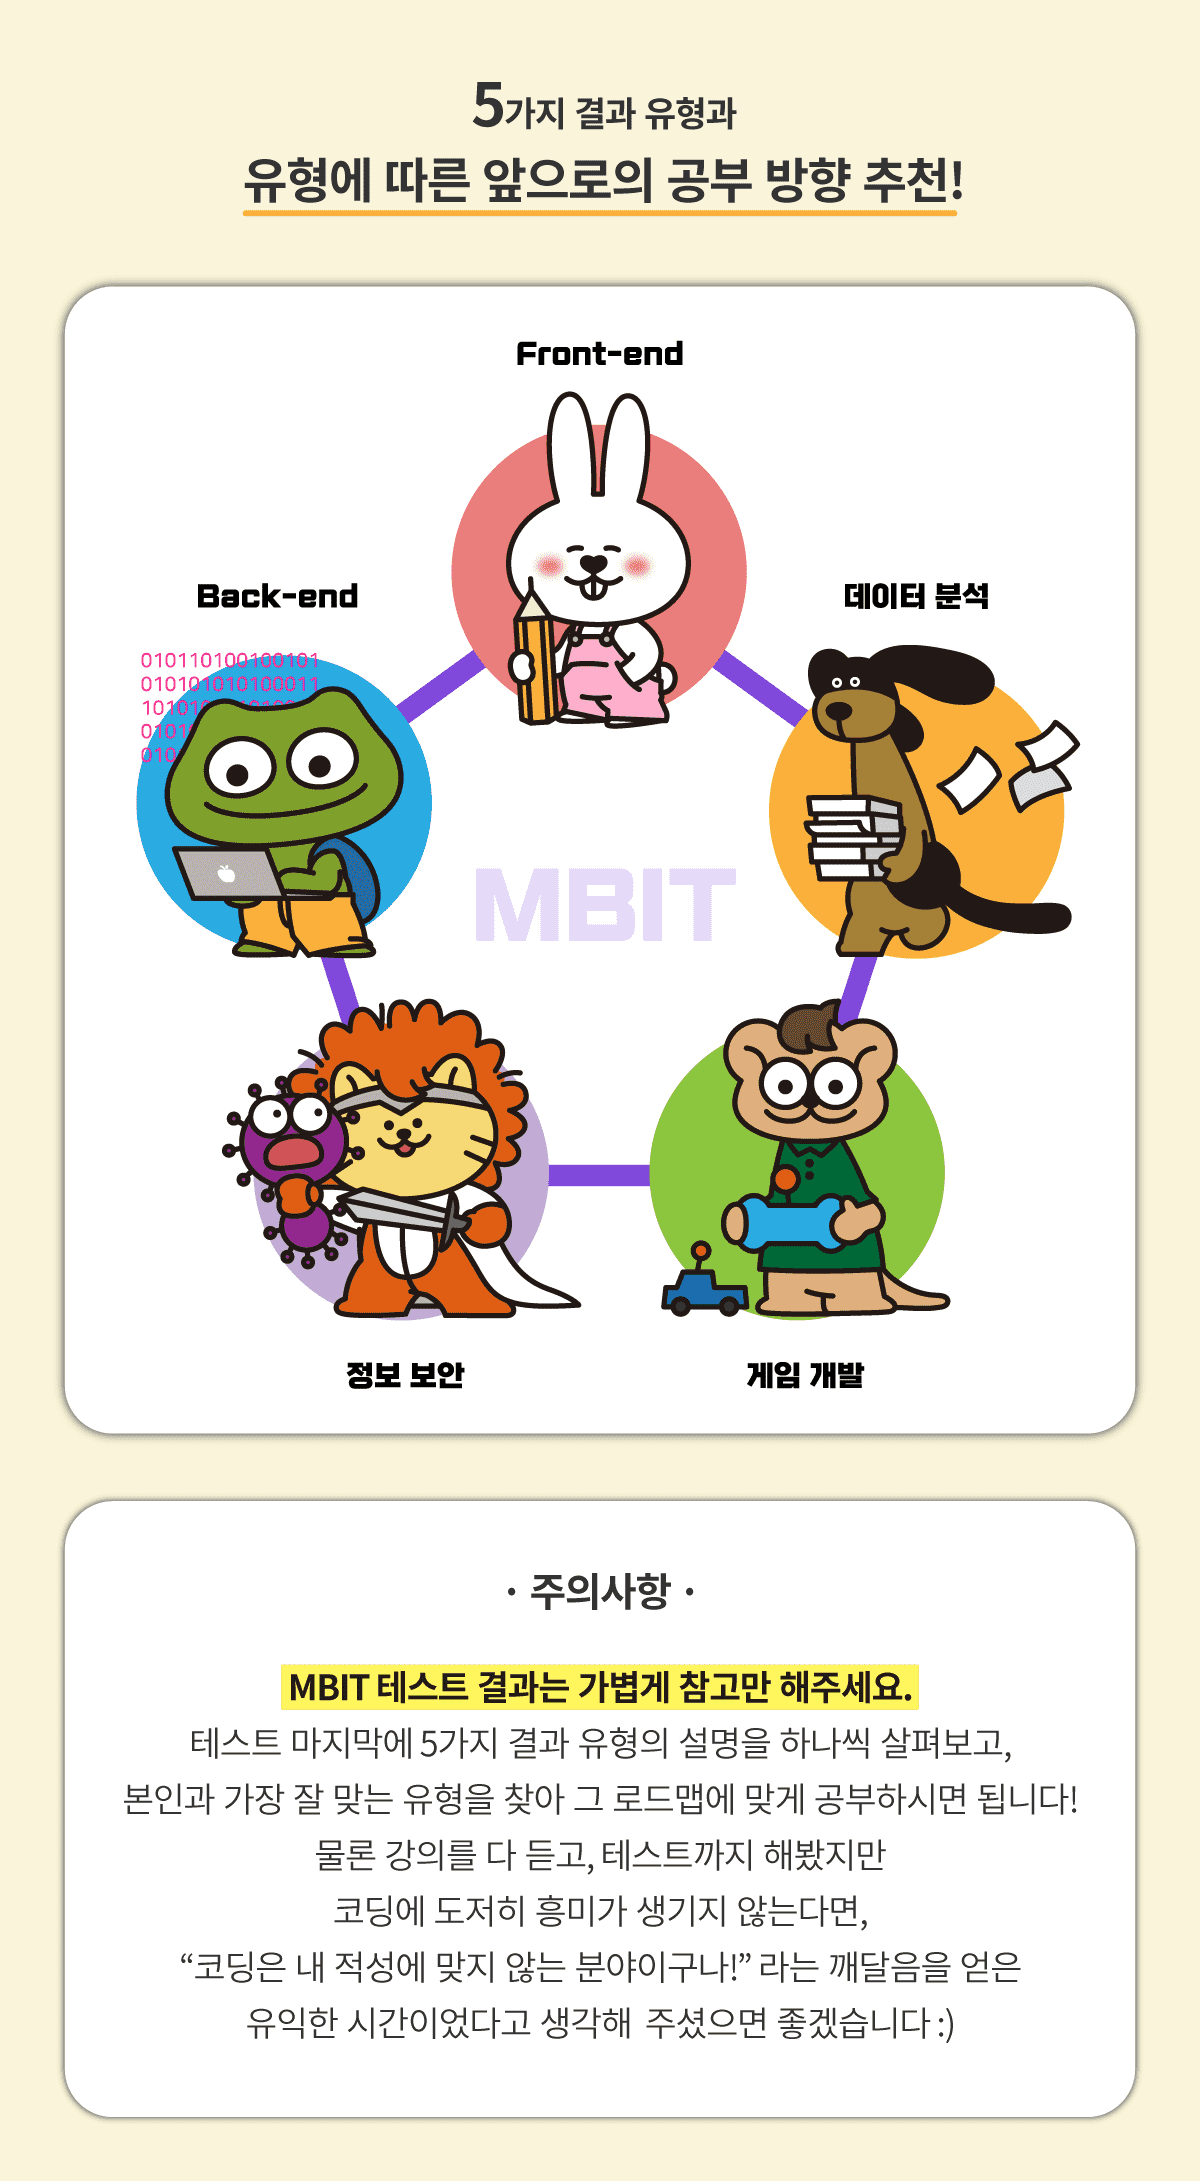 5가지 결과 유형과
유형에 따른 앞으로의 공부 방향 추천!
Front-end
Back-end
데이터 분석
010110100100101
010101010100011
MBIT
정보 보안
게임 개발
· 주의사항 ·
MBIT 테스트 결과는 가볍게 참고만 해주세요.
테스트 마지막에 5가지 결과 유형의 설명을 하나씩 살펴보고,
본인과 가장 잘 맞는 유형을 찾아 그 로드맵에 맞게 공부하시면 됩니다!
물론 강의를 다 듣고, 테스트까지 해봤지만
코딩에 도저히 흥미가 생기지 않는다면,
“코딩은 내 적성에 맞지 않는 분야이구나!” 라는 깨달음을 얻은
유익한 시간이었다고 생각해 주셨으면 좋겠습니다 :)